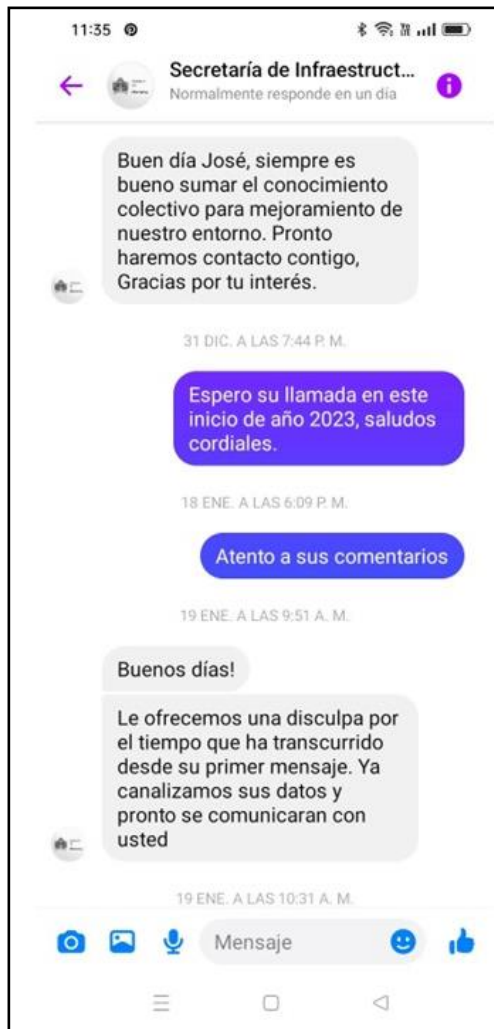 11:35
Secretaría de Infraestruct...
Normalmente responde en un día
Buen día José, siempre es
bueno sumar el conocimiento
colectivo para mejoramiento de
nuestro entorno. Pronto
haremos contacto contigo,
Gracias por tu interés.
31 DIC. A LAS 7:44 P. M.
Espero su llamada en este
inicio de año 2023, saludos
cordiales.
18 ENE. A LAS 6:09 P. M.
Atento a sus comentarios
19 ENE. A LAS 9:51 A. M.
Buenos días!
Le ofrecemos una disculpa por
el tiempo que ha transcurrido
desde su primer mensaje. Ya
canalizamos sus datos y
pronto se comunicaran con
usted
19 ENE. A LAS 10:31 A. M.
Mensaje